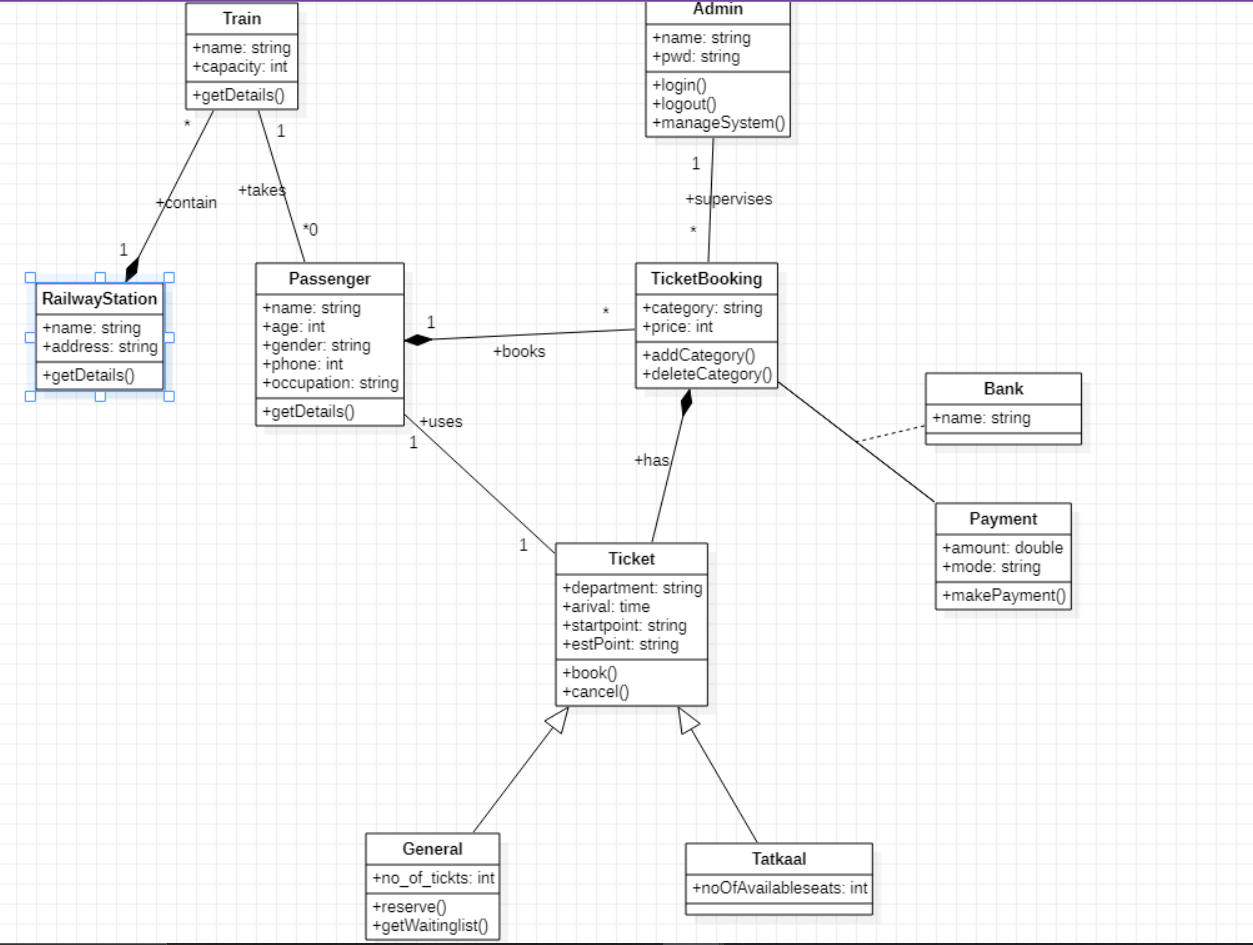 Train
+name: string
+capacity: int
+getDetails()
Admin
+name: string
+pwd: string
+login()
+logout()
+manageSystem()
*
1
+contain
+takes
1
*0
1
+supervises
*
RailwayStation
+name: string
+address: string
+getDetails()
Passenger
+name: string
+age: int
+gender: string
+phone: int
+occupation: string
+getDetails()
1
*
+books
TicketBooking
+category: string
+price: int
+addCategory()
+deleteCategory()
Bank
+name: string
+uses
1
1
+has
Payment
+amount: double
+mode: string
+makePayment()
Ticket
+department: string
+arival: time
+startpoint: string
+estPoint: string
+book()
+cancel()
General
+no_of_tickts: int
+reserve()
+getWaitinglist()
Tatkaal
+noOfAvailableseats: int